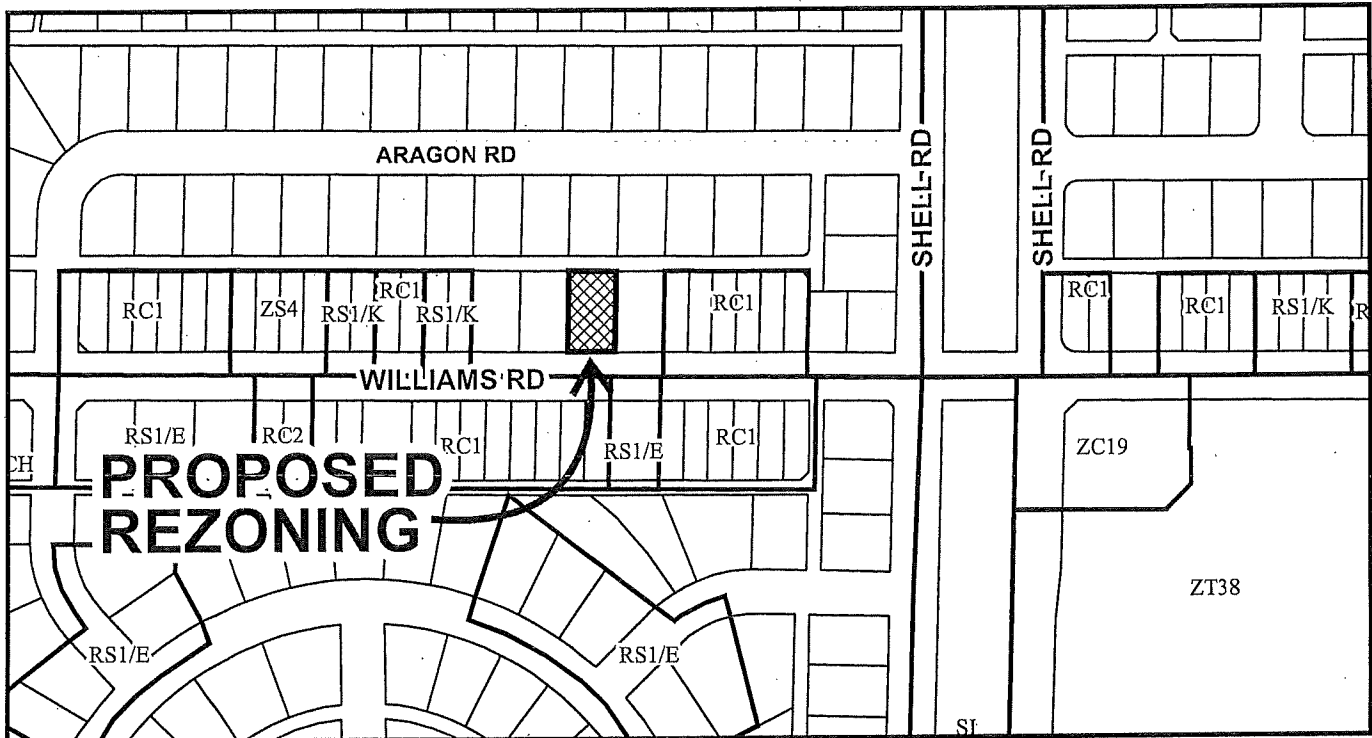 ARAGON RD
SHELL RD
SHELL RD
RC1
ZS4
RS1/K
RC1
RS1/K
RC1
RC1
RC1
RS1/K
R
WILLIAMS RD
CH
RS1/E
RC2
RC1
RS1/E
RC1
ZC19
PROPOSED
REZONING
ZT38
RS1/E
RS1/E